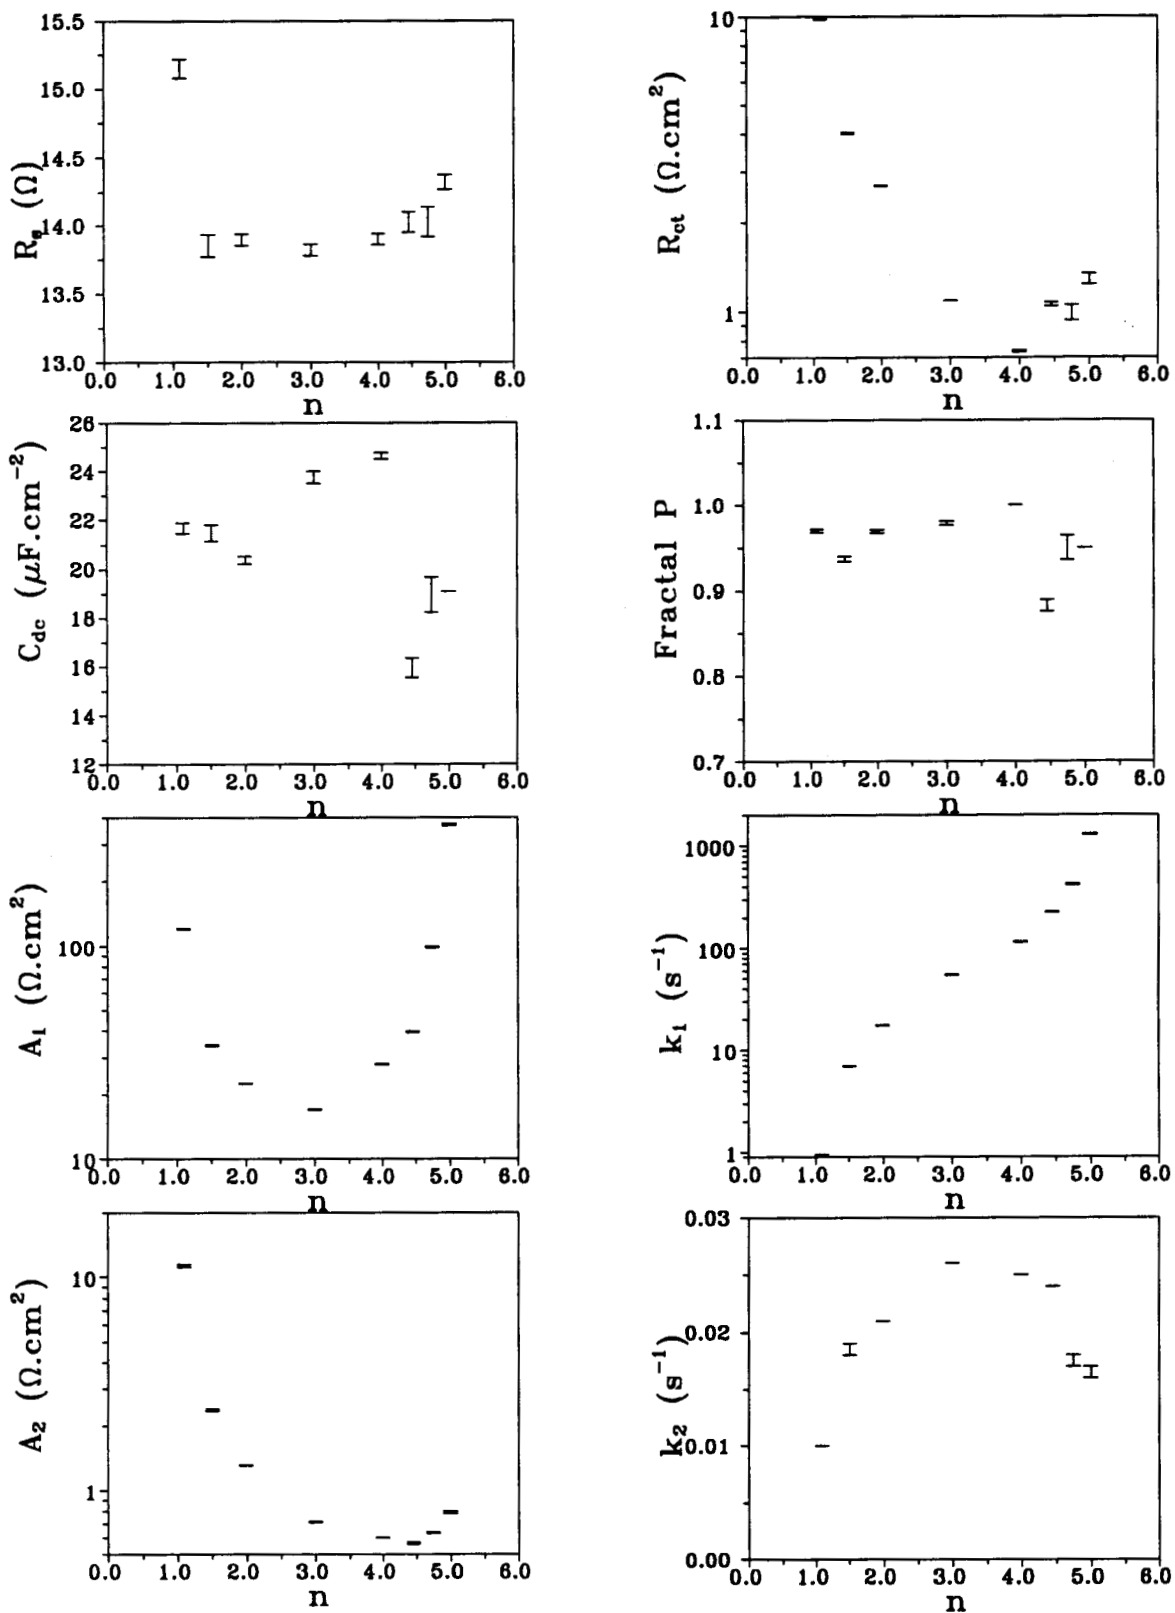 15.5
15.0
14.5
14.0
13.5
13.0
R_s (Ω)
0.0 1.0 2.0 3.0 4.0 5.0 6.0
n
10
1
R_ct (Ω.cm²)
0.0 1.0 2.0 3.0 4.0 5.0 6.0
n
26
24
22
20
18
16
14
12
C_dc (μF.cm⁻²)
0.0 1.0 2.0 3.0 4.0 5.0 6.0
n
1.1
1.0
0.9
0.8
0.7
Fractal P
0.0 1.0 2.0 3.0 4.0 5.0 6.0
n
100
10
A₁ (Ω.cm²)
0.0 1.0 2.0 3.0 4.0 5.0 6.0
n
1000
100
10
1
k₁ (s⁻¹)
0.0 1.0 2.0 3.0 4.0 5.0 6.0
n
10
1
A₂ (Ω.cm²)
0.0 1.0 2.0 3.0 4.0 5.0 6.0
n
0.03
0.02
0.01
0.00
k₂ (s⁻¹)
0.0 1.0 2.0 3.0 4.0 5.0 6.0
n